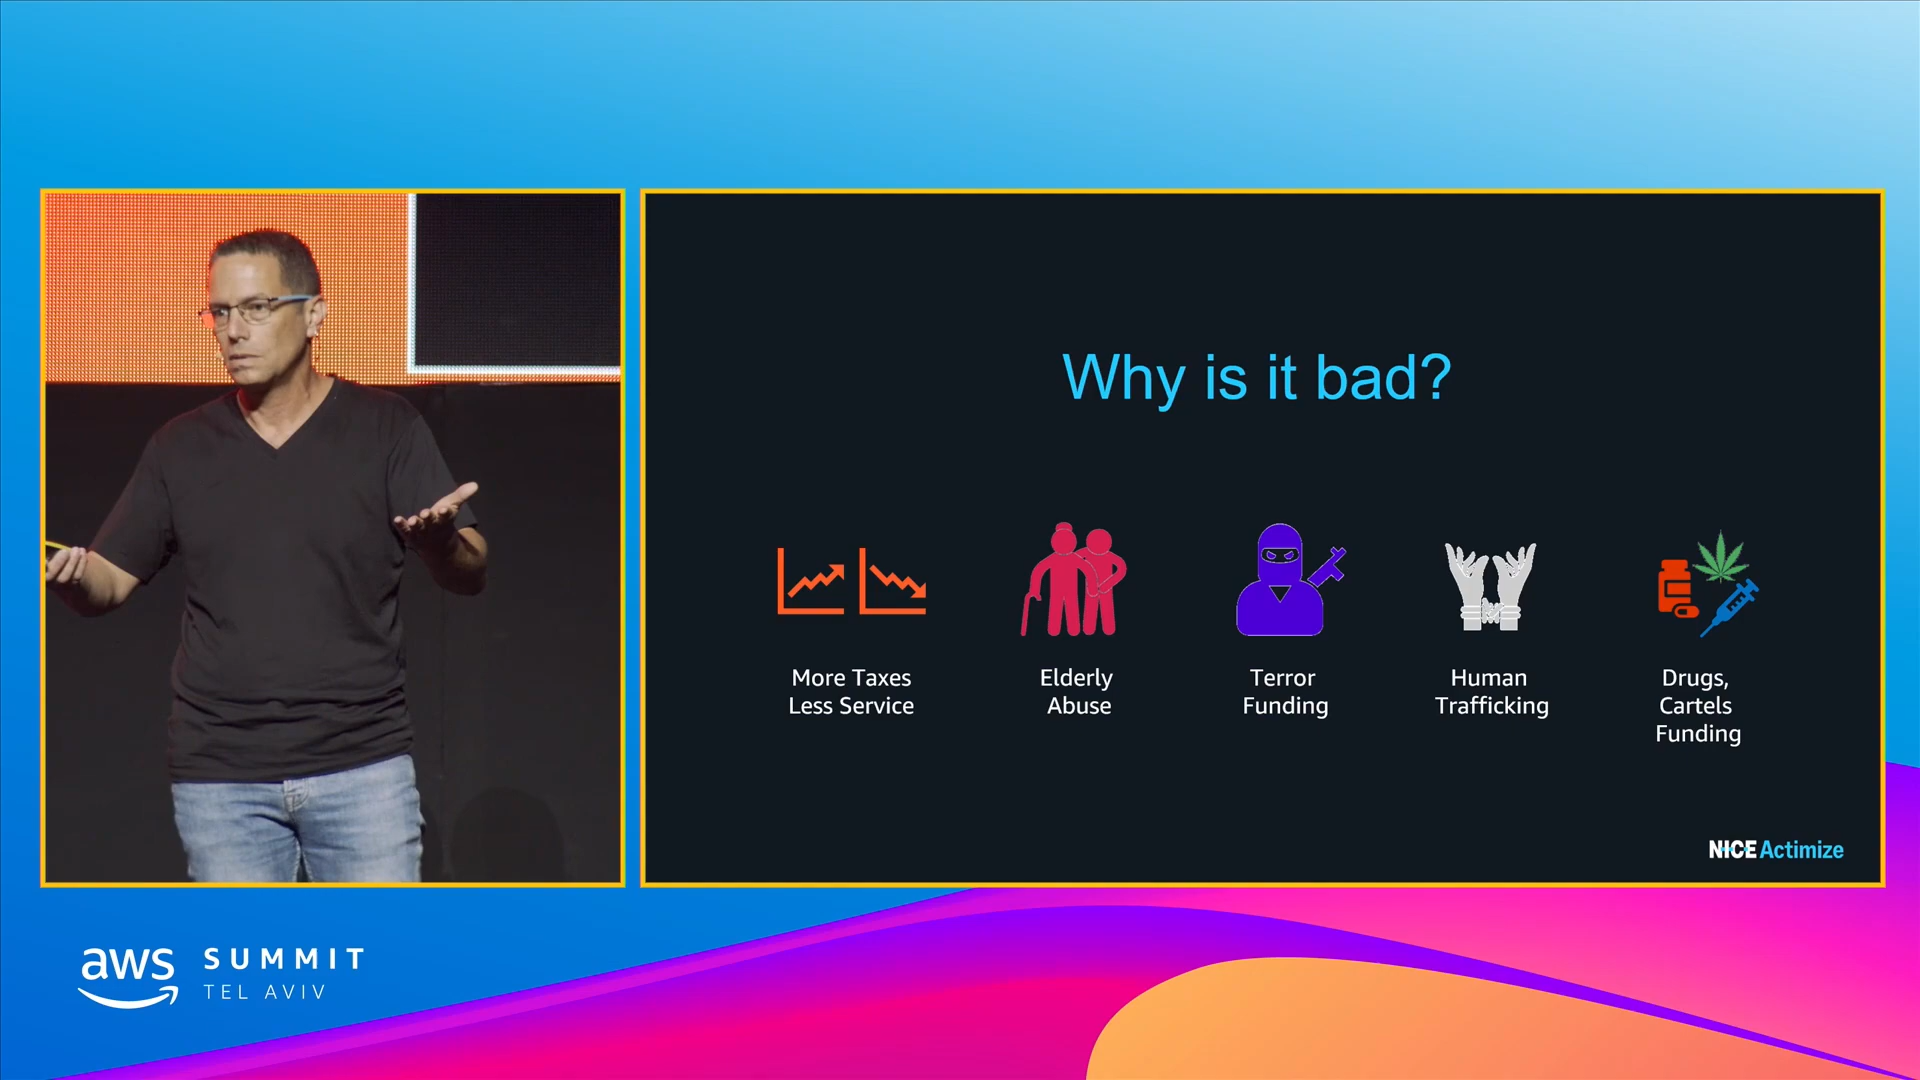 Why is it bad?
More Taxes
Less Service
Elderly
Abuse
Terror
Funding
Human
Trafficking
Drugs,
Cartels
Funding
NICE Actimize
aws SUMMIT
TEL AVIV